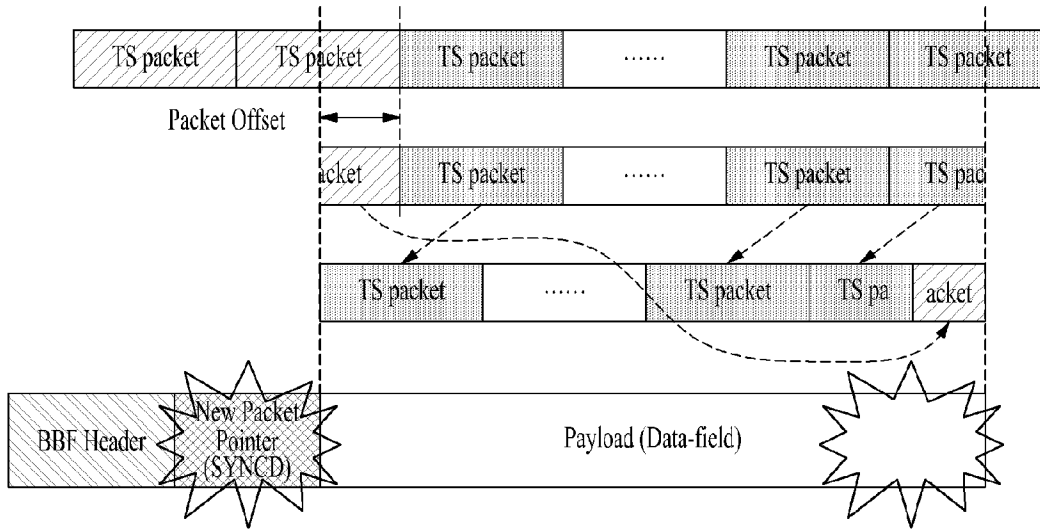 TS packet TS packet TS packet ...... TS packet TS packet
Packet Offset
acket TS packet ...... TS packet TS pac
TS packet ...... TS packet TS pa acket
BBF Header
New Packet
Pointer
(SYNCD)
Payload (Data-field)